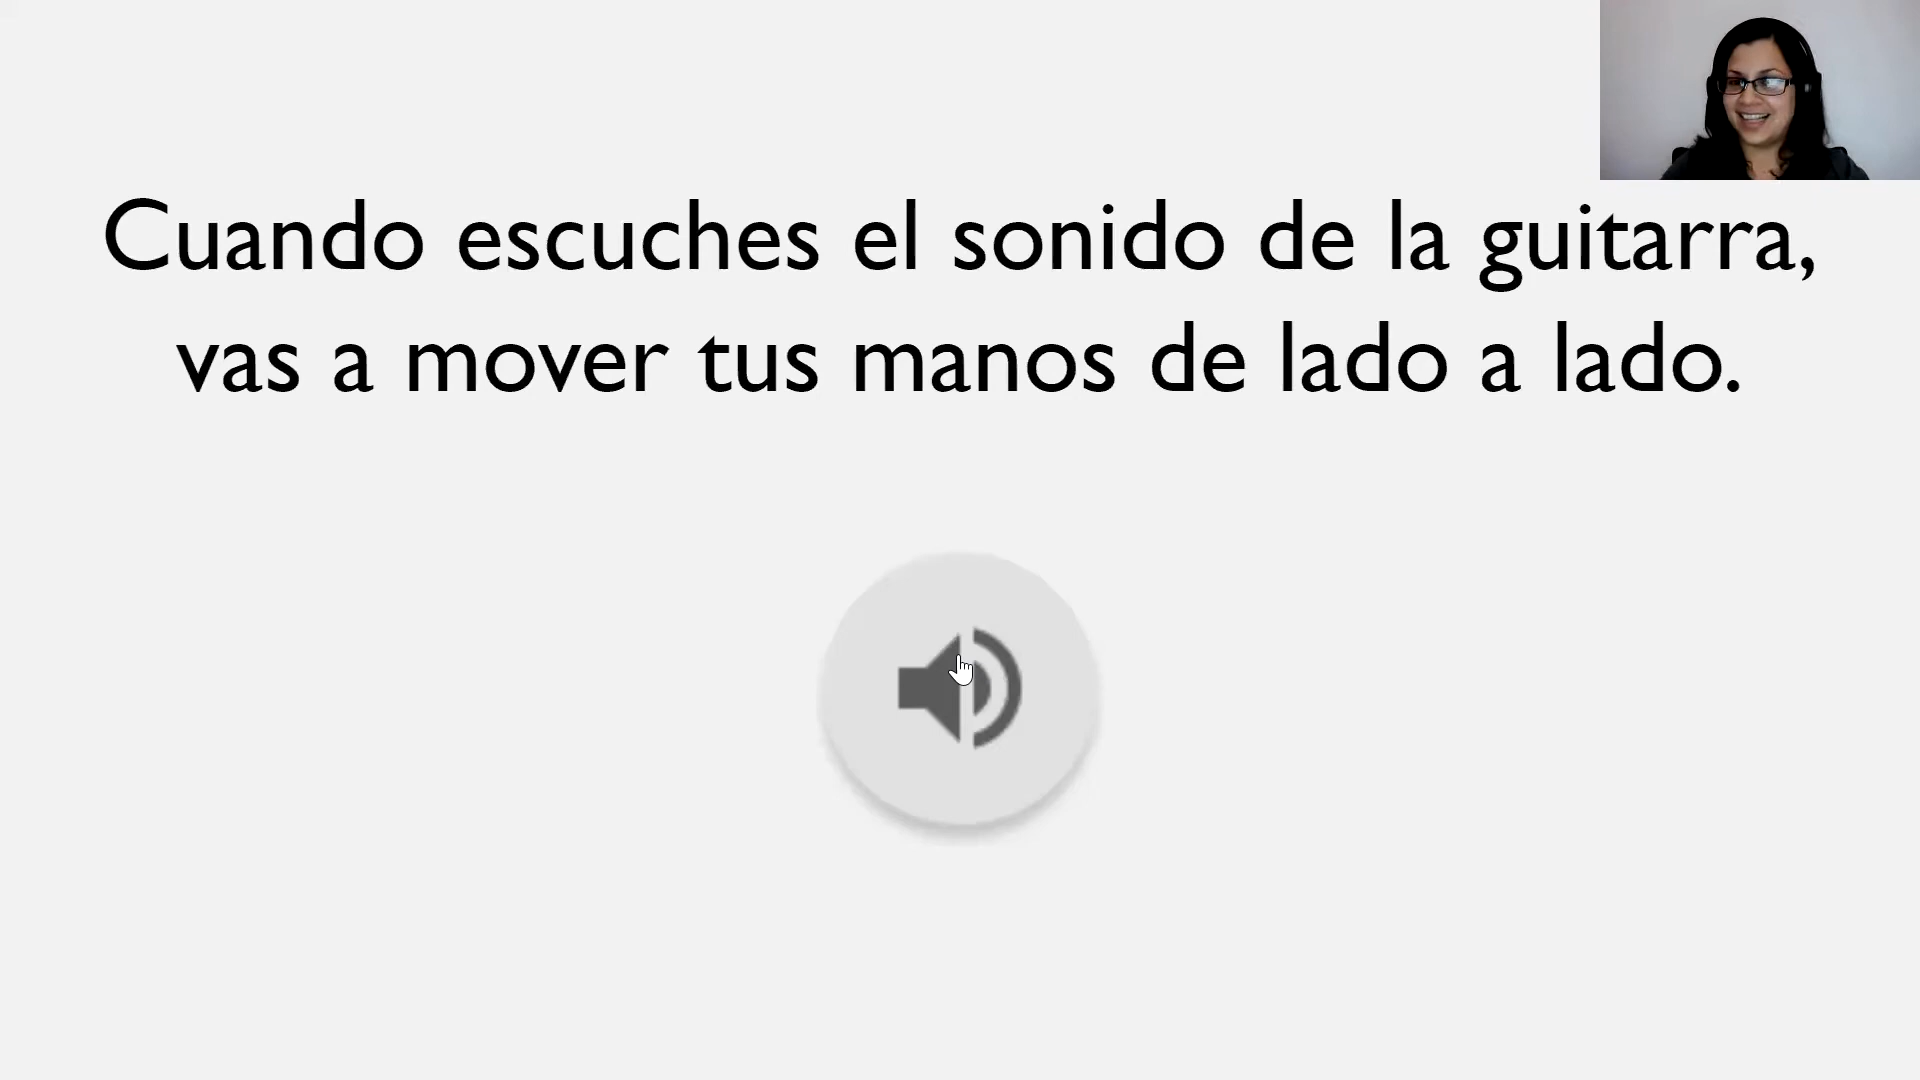 Cuando escuches el sonido de la guitarra,
vas a mover tus manos de lado a lado.